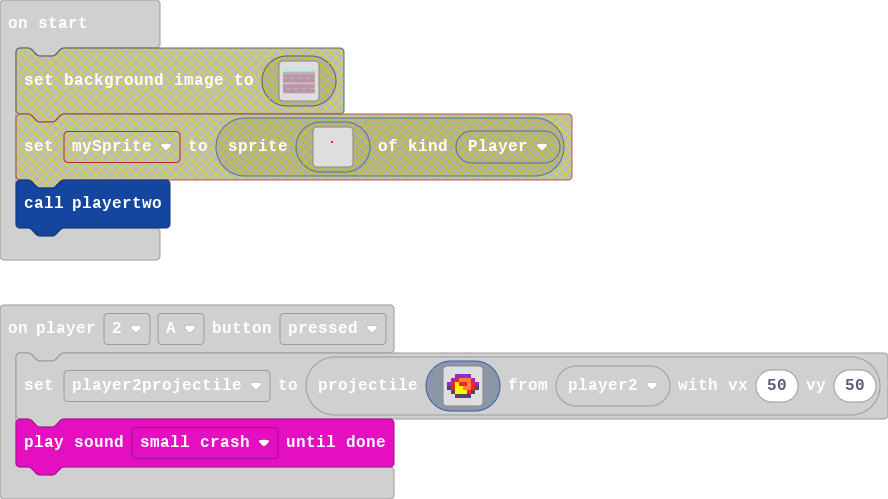 on start
set background image to
set mySprite to sprite of kind Player
call playertwo
on player 2 A button pressed
set player2projectile to projectile from player2 with vx 50 vy 50
play sound small crash until done